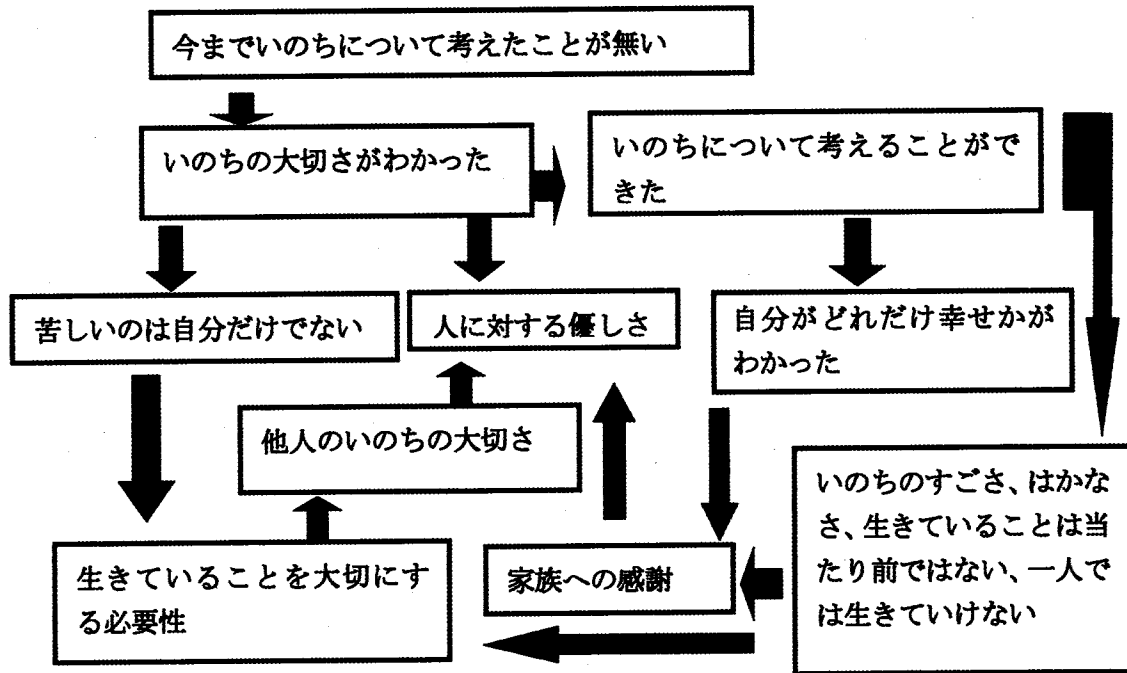 今までいのちについて考えたことが無い
いのちの大切さがわかった
いのちについて考えることがで
きた
苦しいのは自分だけでない
人に対する優しさ
自分がどれだけ幸せかが
わかった
他人のいのちの大切さ
いのちのすごさ、はかな
さ、生きていることは当
たり前ではない、一人で
は生きていけない
生きていることを大切にす
る必要性
家族への感謝